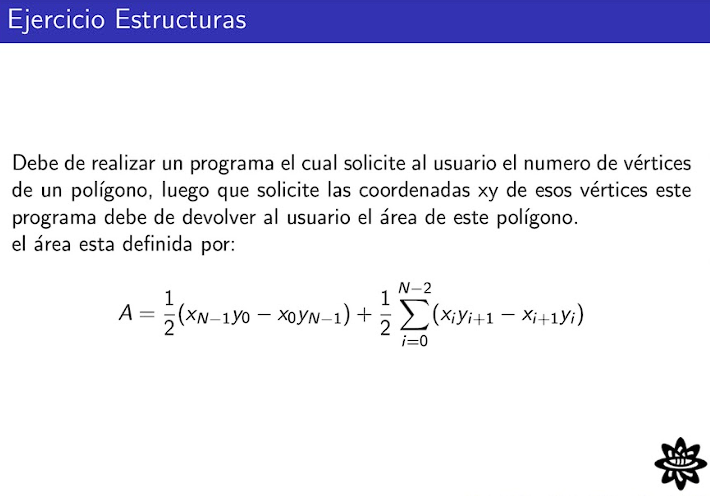 Ejercicio Estructuras
Debe de realizar un programa el cual solicite al usuario el numero de vértices
de un polígono, luego que solicite las coordenadas xy de esos vértices este
programa debe de devolver al usuario el área de este polígono.
el área esta definida por:
A = \frac{1}{2}(x_{N-1}y_0 - x_0y_{N-1}) + \frac{1}{2}\sum_{i=0}^{N-2}(x_iy_{i+1} - x_{i+1}y_i)